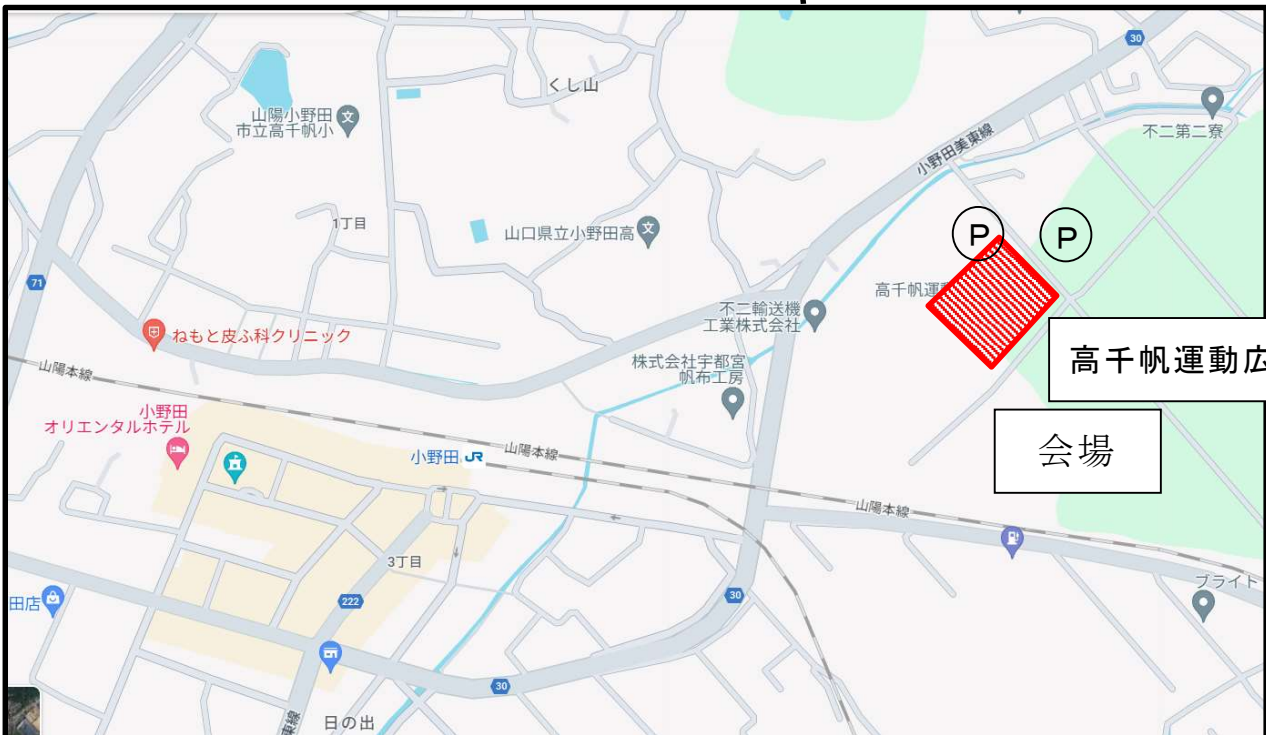 30
くし山
山陽小野田
市立高千帆小
文
不二第二寮
小野田美東線
1丁目
山口県立小野田高
文
P
P
71
高千帆運動
不二輸送機
工業株式会社
ねもと皮ふ科クリニック
高千帆運動広
山陽本線
株式会社宇都宮
帆布工房
小野田
オリエンタルホテル
会場
小野田
JR
山陽本線
山陽本線
3丁目
ブライト
田店
222
30
30
日の出
東線